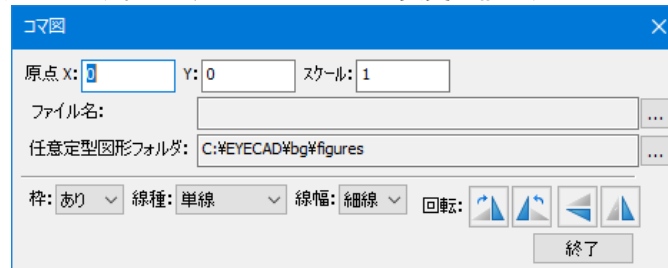 コマ図
原点 X: 0 Y: 0 スケール: 1
ファイル名: ...
任意定型図形フォルダ: C:¥EYECAD¥bg¥figures ...
枠: あり 線種: 単線 線幅: 細線 回転:
終了